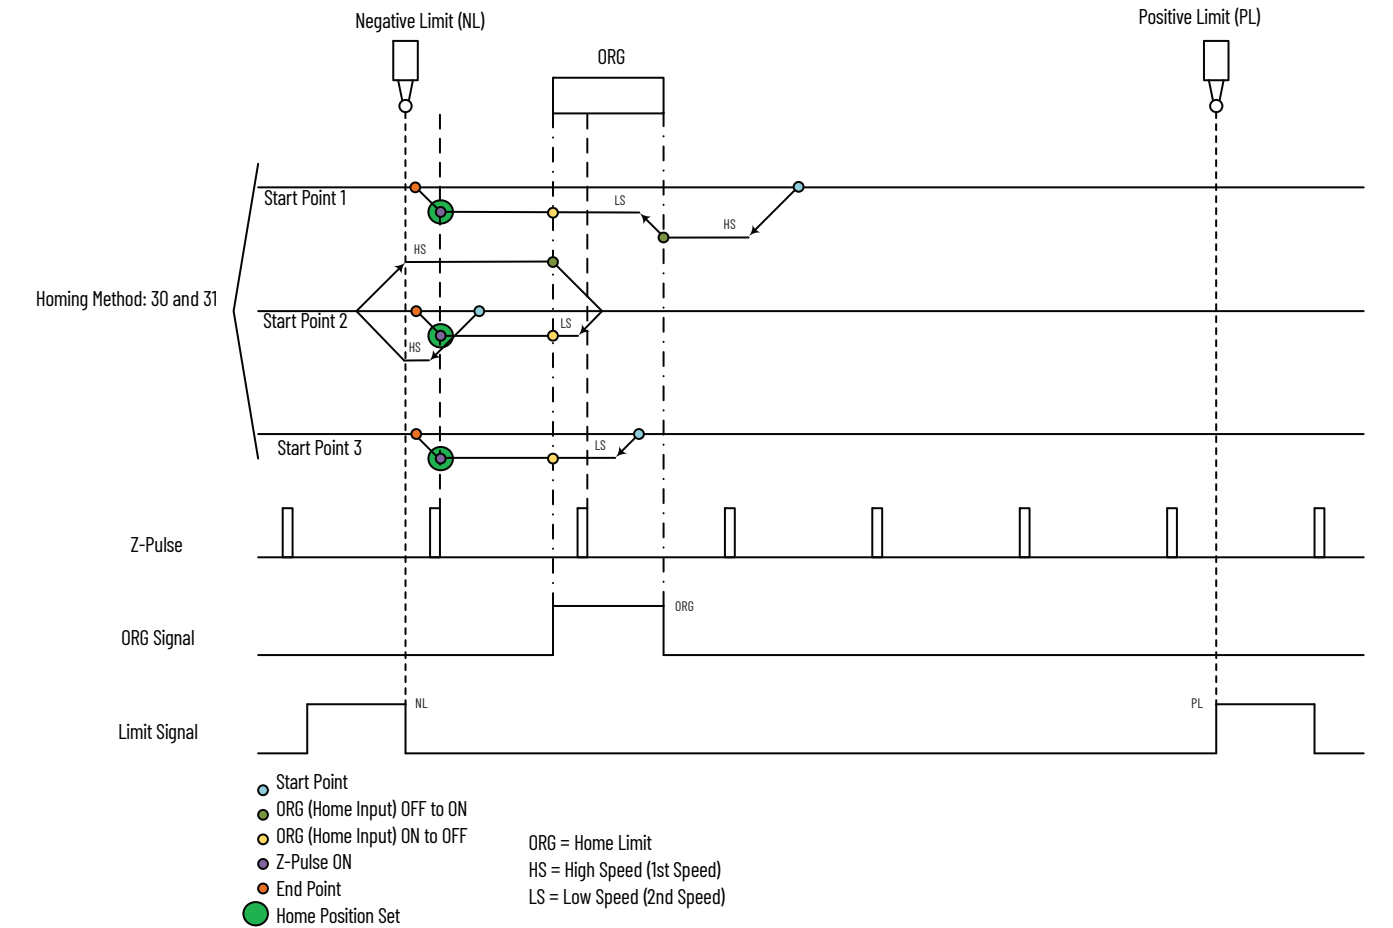 Negative Limit (NL)
Positive Limit (PL)
ORG
Start Point 1
LS
HS
HS
Homing Method: 30 and 31
Start Point 2
LS
HS
Start Point 3
LS
Z-Pulse
ORG
ORG Signal
NL
PL
Limit Signal
Start Point
ORG (Home Input) OFF to ON
ORG (Home Input) ON to OFF
Z-Pulse ON
End Point
Home Position Set
ORG = Home Limit
HS = High Speed (1st Speed)
LS = Low Speed (2nd Speed)